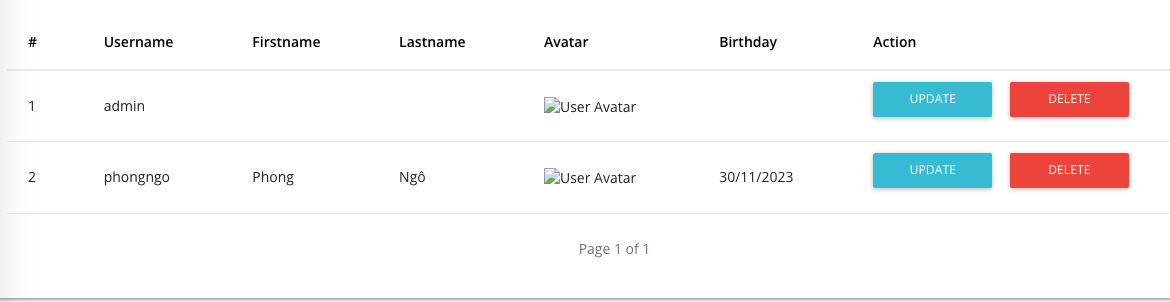 # Username Firstname Lastname Avatar Birthday Action
1 admin User Avatar UPDATE DELETE
2 phongngo Phong Ngô User Avatar 30/11/2023 UPDATE DELETE
Page 1 of 1